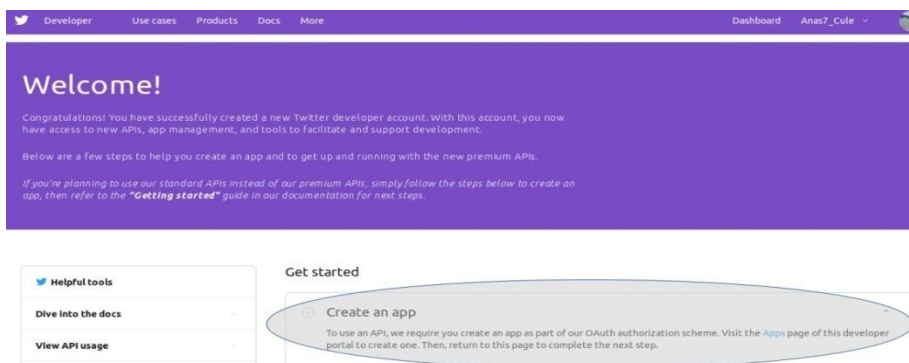 Developer Use cases Products Docs More Dashboard Anas7_Cule
Welcome!
Congratulations! You have successfully created a new Twitter developer account. With this account, you now
have access to new APIs, app management, and tools to facilitate and support development.
Below are a few steps to help you create an app and to get up and running with the new premium APIs.
If you're planning to use our standard APIs instead of our premium APIs, simply follow the steps below to create an
app, then refer to the "Getting started" guide in our documentation for next steps.
Get started
Helpful tools
Create an app
Dive into the docs
To use an API, we require you create an app as part of our OAuth authorization scheme. Visit the Apps page of this developer
portal to create one. Then, return to this page to complete the next step.
View API usage